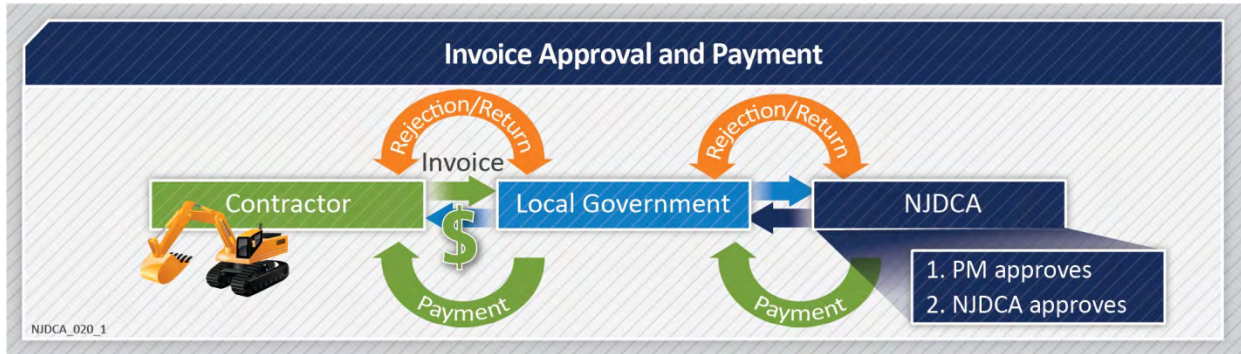 Invoice Approval and Payment
Rejection/Return
Rejection/Return
Invoice
Contractor
Local Government
NJDCA
$
Payment
Payment
1. PM approves
2. NJDCA approves
NJDCA_020_1